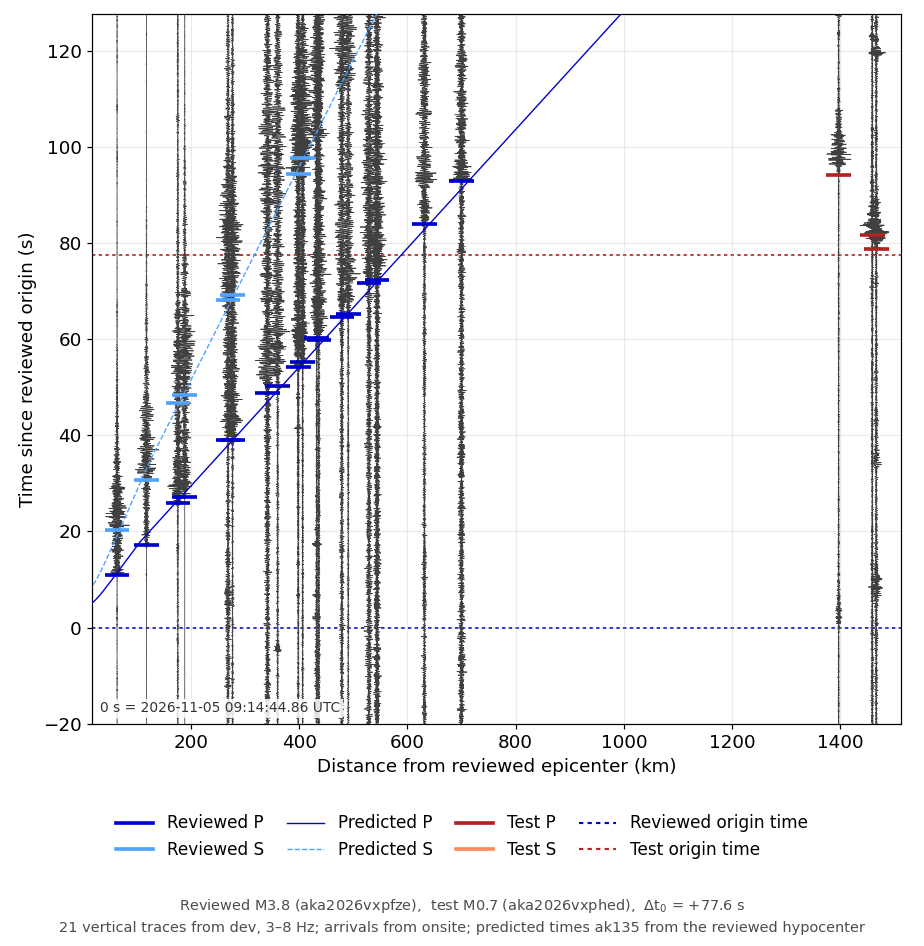 120
100
80
60
40
20
0
−20
Time since reviewed origin (s)
0 s = 2026-11-05 09:14:44.86 UTC
200 400 600 800 1000 1200 1400
Distance from reviewed epicenter (km)
Reviewed P Predicted P Test P Reviewed origin time
Reviewed S Predicted S Test S Test origin time
Reviewed M3.8 (aka2026vxpfze), test M0.7 (aka2026vxphed), Δt₀ = +77.6 s
21 vertical traces from dev, 3–8 Hz; arrivals from onsite; predicted times ak135 from the reviewed hypocenter